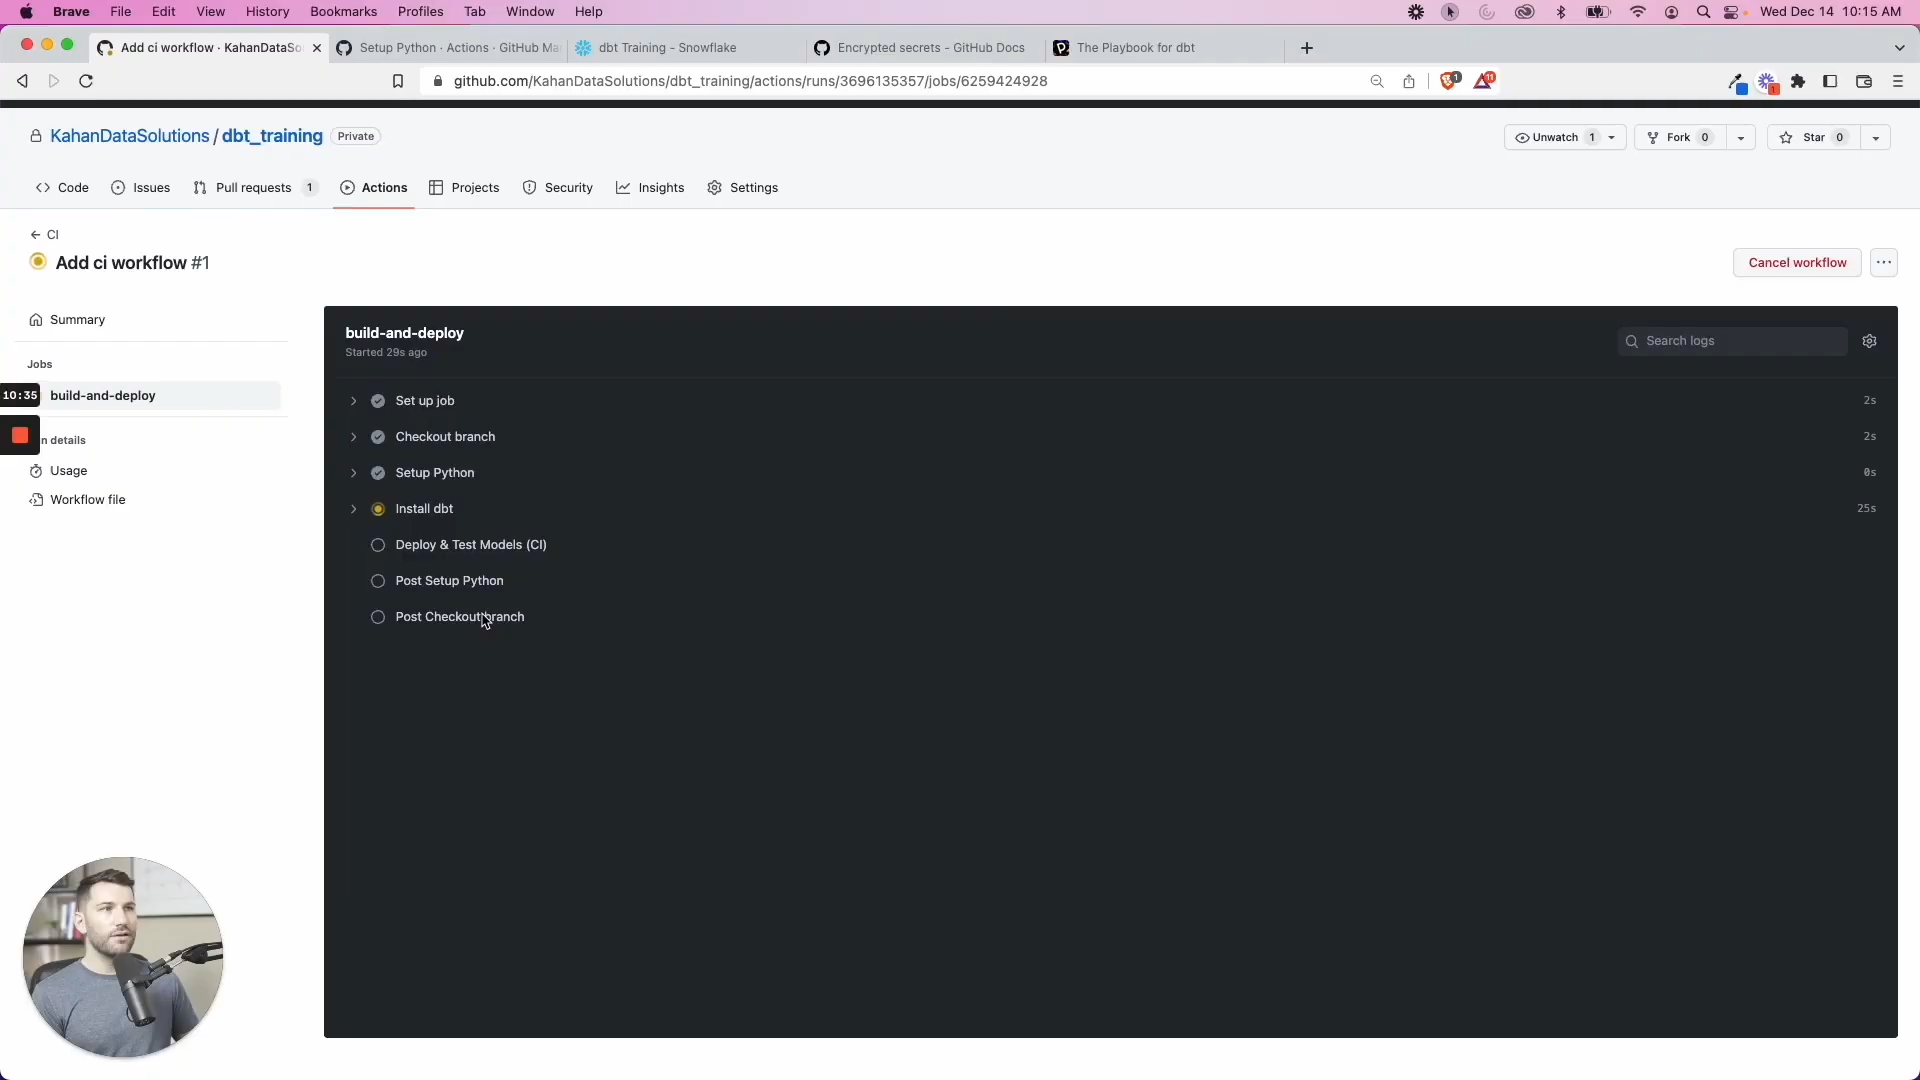 Brave File Edit View History Bookmarks Profiles Tab Window Help Wed Dec 14 10:15 AM
Add ci workflow · KahanDataSo Setup Python · Actions · GitHub Ma dbt Training - Snowflake Encrypted secrets - GitHub Docs The Playbook for dbt
github.com/KahanDataSolutions/dbt_training/actions/runs/3696135357/jobs/6259424928 1 11 1
KahanDataSolutions / dbt_training Private Unwatch 1 Fork 0 Star 0
Code Issues Pull requests 1 Actions Projects Security Insights Settings
CI
Add ci workflow #1 Cancel workflow
Summary
Jobs
10:35 build-and-deploy
n details
Usage
Workflow file
build-and-deploy
Started 29s ago
Search logs
Set up job 2s
Checkout branch 2s
Setup Python 0s
Install dbt 25s
Deploy & Test Models (CI)
Post Setup Python
Post Checkout branch